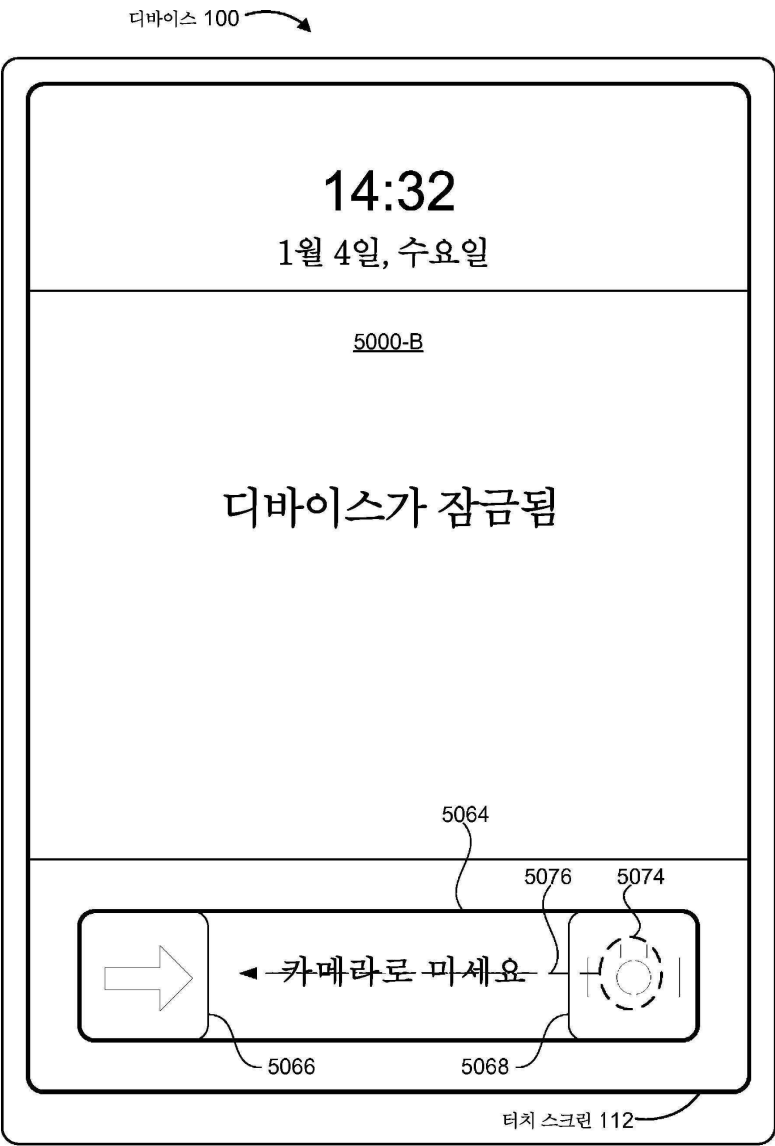 디바이스 100
14:32
1월 4일, 수요일
5000-B
디바이스가 잠금됨
5064
5076 5074
카메라로 미세요
5066 5068
터치 스크린 112